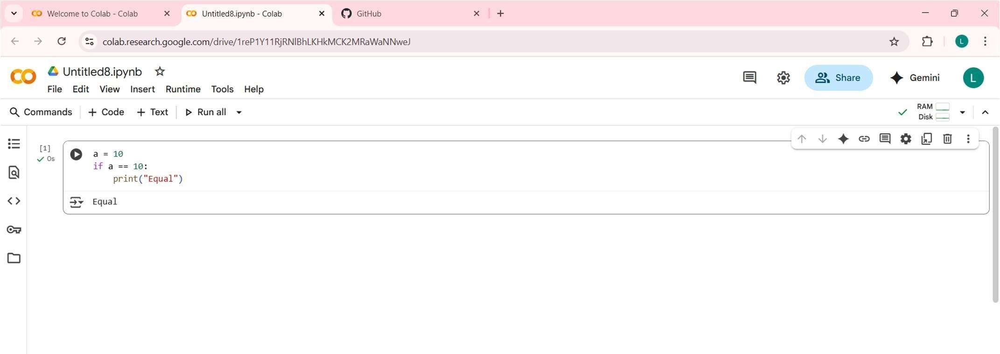 Welcome to Colab - Colab
Untitled8.ipynb - Colab
GitHub
colab.research.google.com/drive/1reP1Y11RjRNlBhLKHkMCK2MRaWaNNweJ
L
Untitled8.ipynb
File Edit View Insert Runtime Tools Help
Share
Gemini
L
Commands
+ Code + Text
Run all
RAM
Disk
[1]
0s
a = 10
if a == 10:
    print("Equal")
Equal